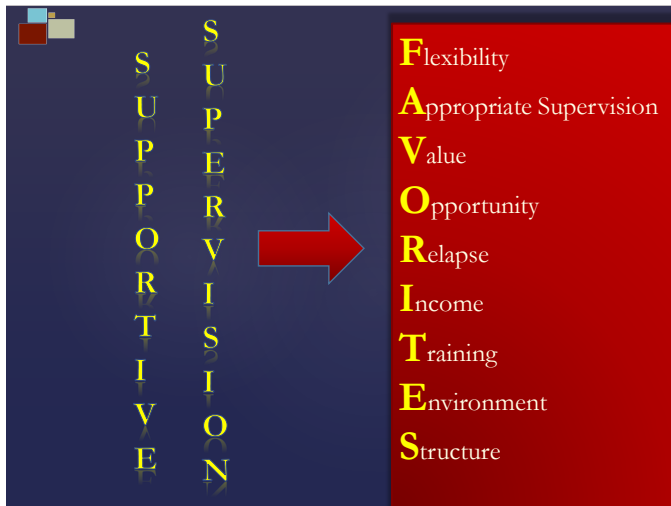 SUPPORTIVE
SUPERVISION
Flexibility
Appropriate Supervision
Value
Opportunity
Relapse
Income
Training
Environment
Structure